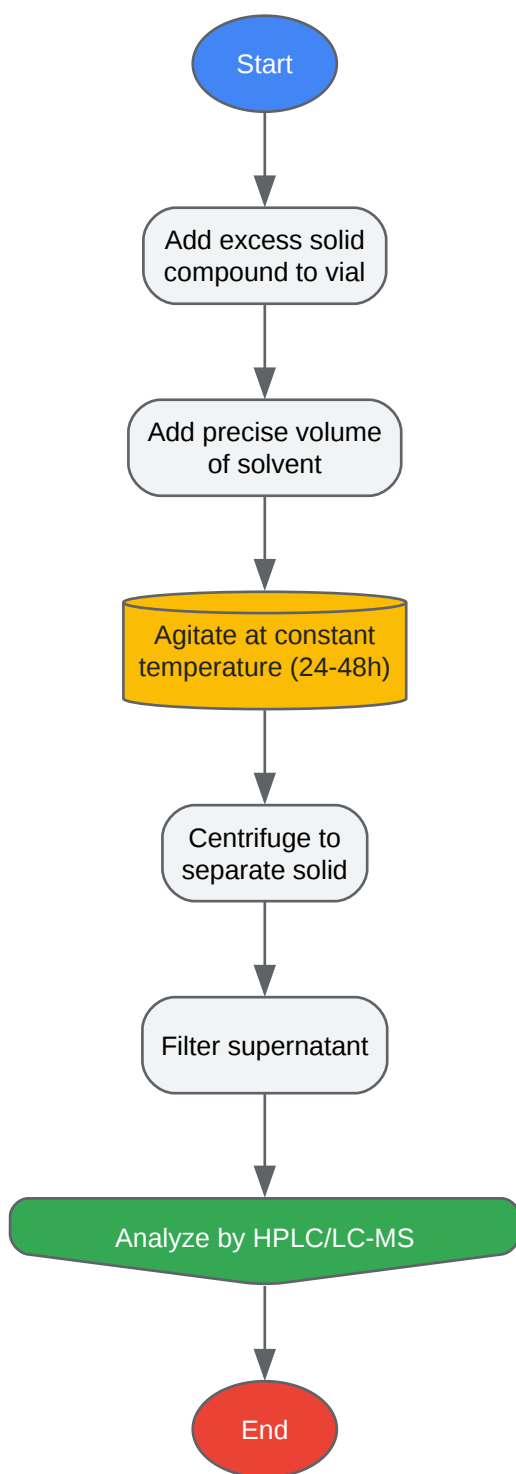 Start
Add excess solid
compound to vial
Add precise volume
of solvent
Agitate at constant
temperature (24-48h)
Centrifuge to
separate solid
Filter supernatant
Analyze by HPLC/LC-MS
End